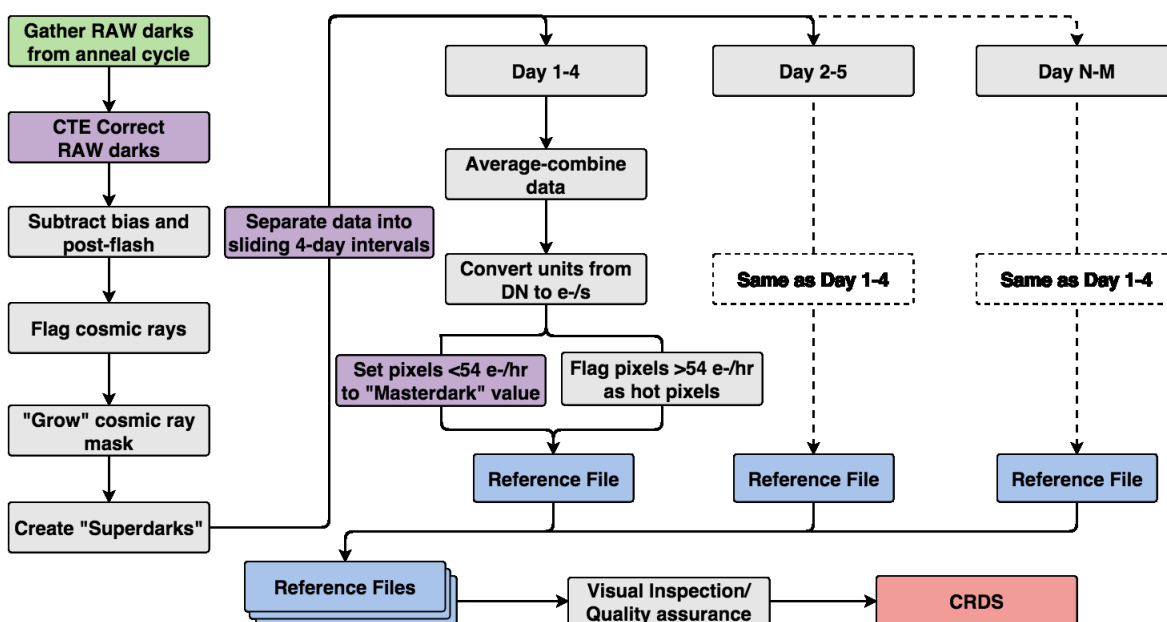 Gather RAW darks
from anneal cycle
CTE Correct
RAW darks
Subtract bias and
post-flash
Flag cosmic rays
"Grow" cosmic ray
mask
Create "Superdarks"
Separate data into
sliding 4-day intervals
Day 1-4
Average-combine
data
Convert units from
DN to e-/s
Set pixels <54 e-/hr
to "Masterdark" value
Flag pixels >54 e-/hr
as hot pixels
Reference File
Day 2-5
Same as Day 1-4
Reference File
Day N-M
Same as Day 1-4
Reference File
Reference Files
Visual Inspection/
Quality assurance
CRDS